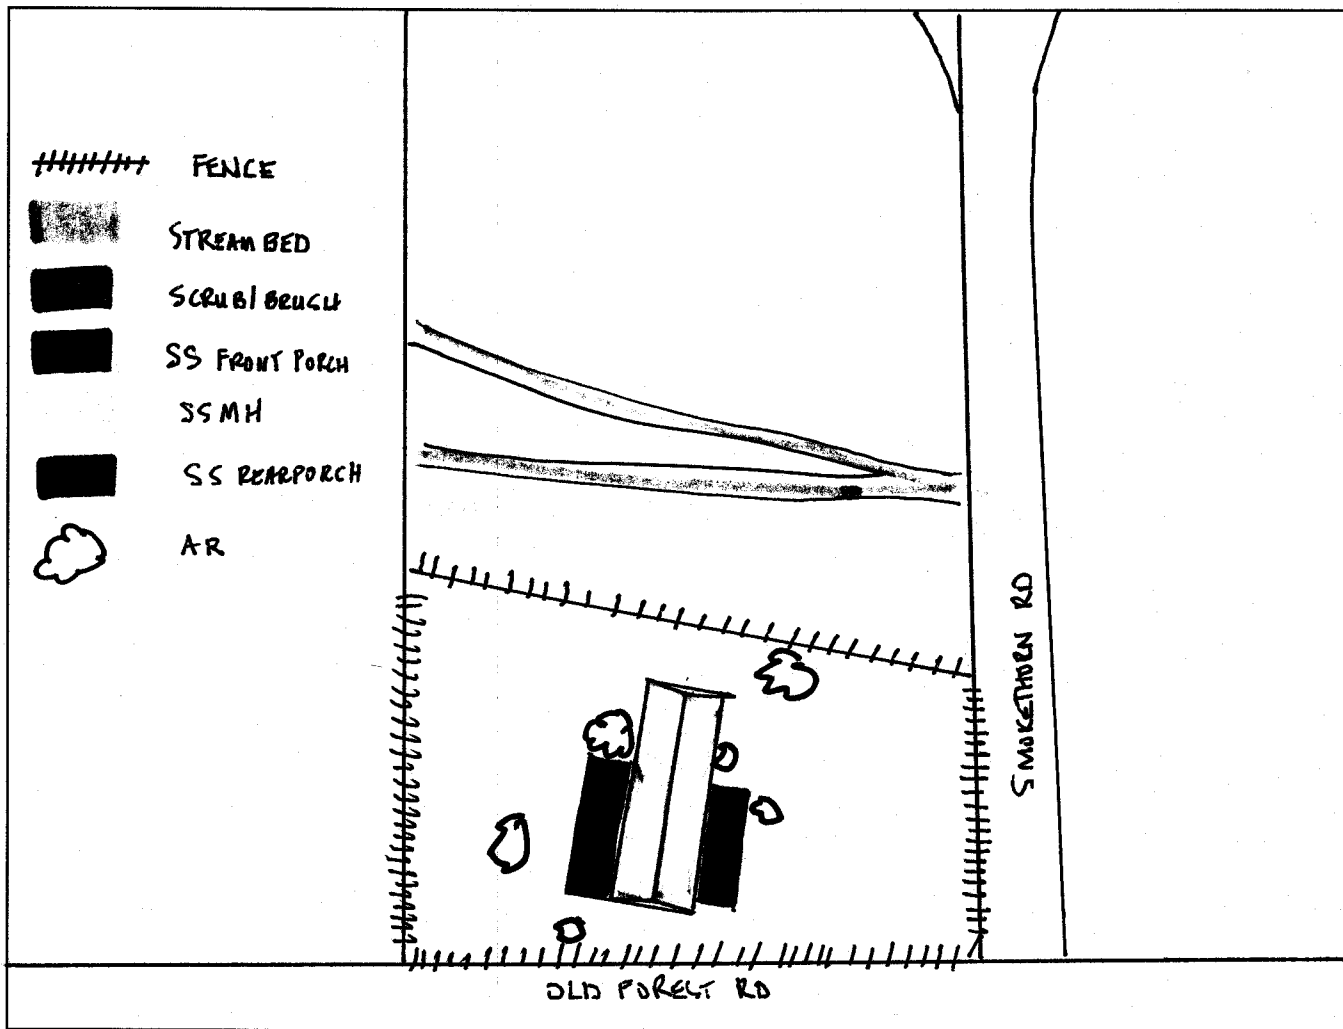 FENCE
STREAM BED
SCRUB/BRUSH
SS FRONT PORCH
SSMH
SS REARPORCH
AR
SMOKETHORN RD
OLD FOREST RD